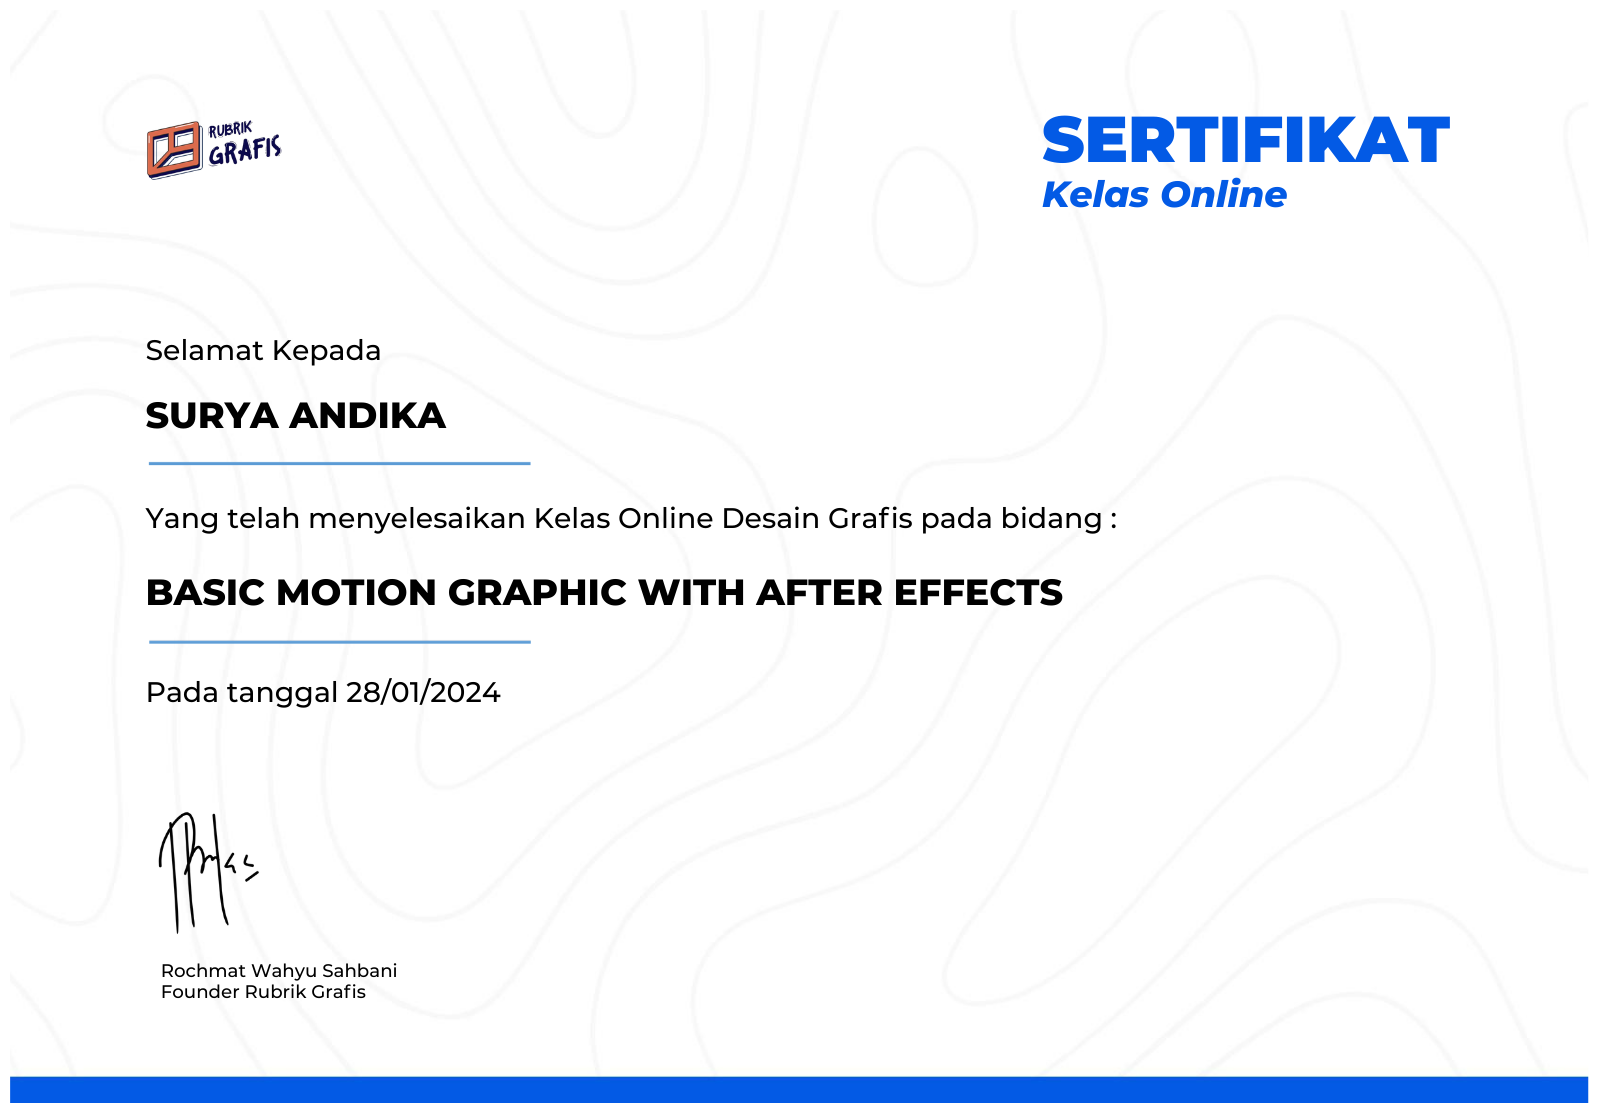 RUBRIK
GRAFIS
SERTIFIKAT
Kelas Online
Selamat Kepada
SURYA ANDIKA
Yang telah menyelesaikan Kelas Online Desain Grafis pada bidang :
BASIC MOTION GRAPHIC WITH AFTER EFFECTS
Pada tanggal 28/01/2024
Rochmat Wahyu Sahbani
Founder Rubrik Grafis